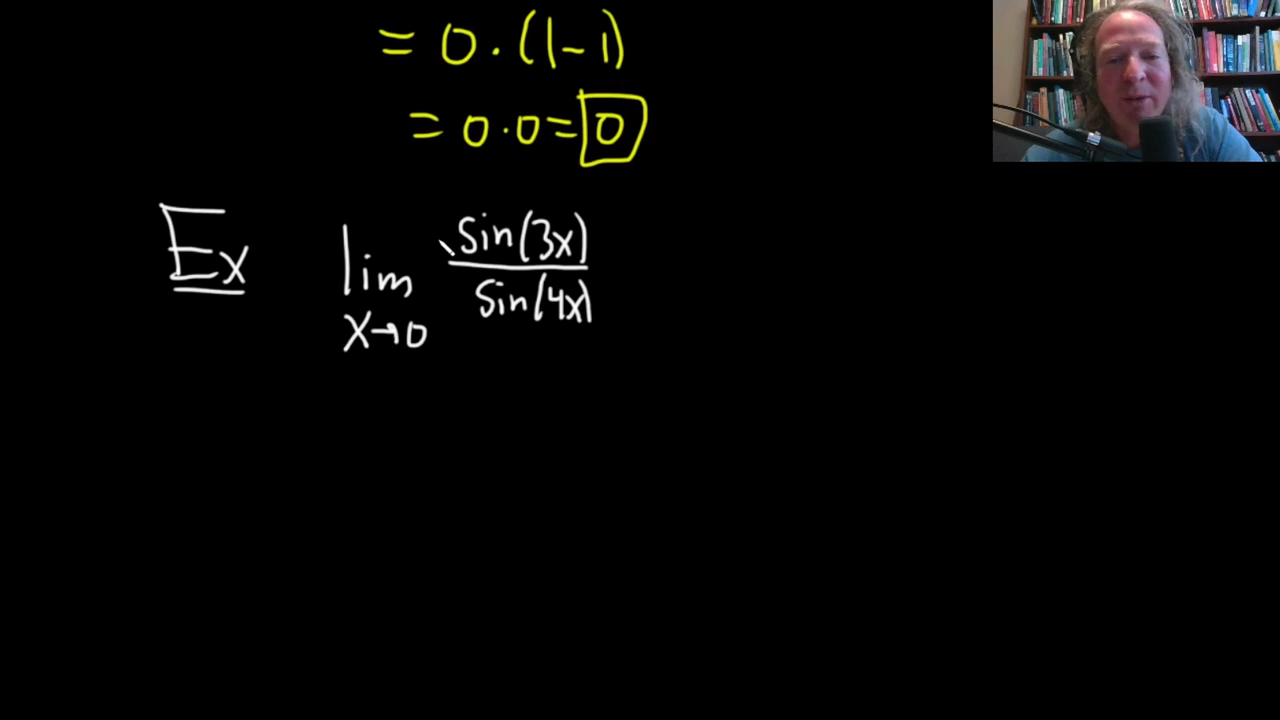 = 0 · (1 - 1)
= 0 · 0 = 0
Ex lim x→0 sin(3x) / sin(4x)